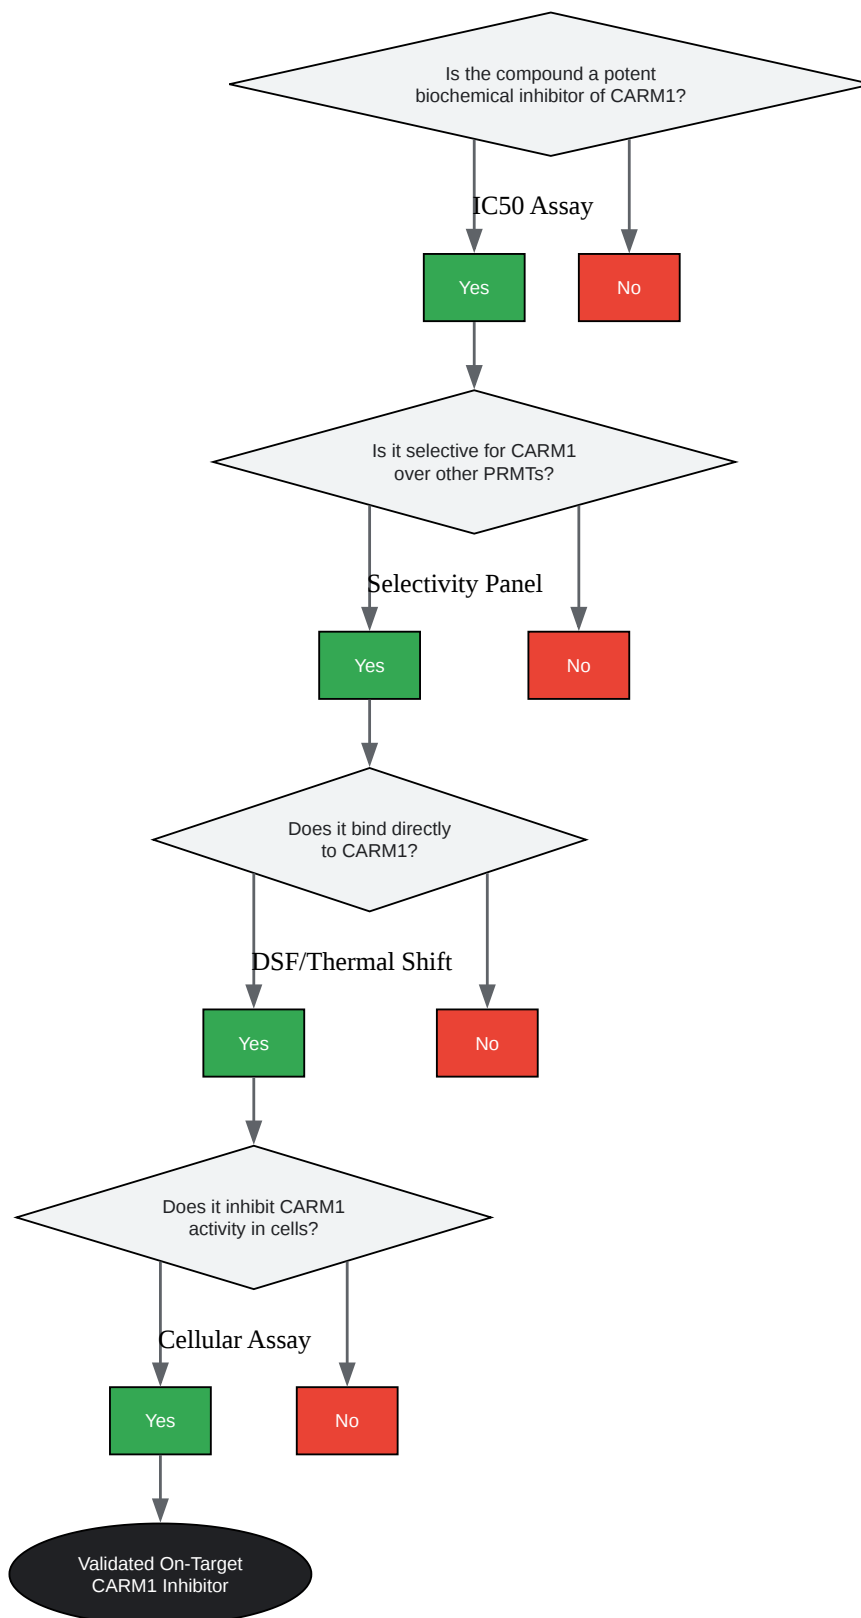 Is the compound a potent
biochemical inhibitor of CARM1?
IC50 Assay
Yes
No
Is it selective for CARM1
over other PRMTs?
Selectivity Panel
Yes
No
Does it bind directly
to CARM1?
DSF/Thermal Shift
Yes
No
Does it inhibit CARM1
activity in cells?
Cellular Assay
Yes
No
Validated On-Target
CARM1 Inhibitor